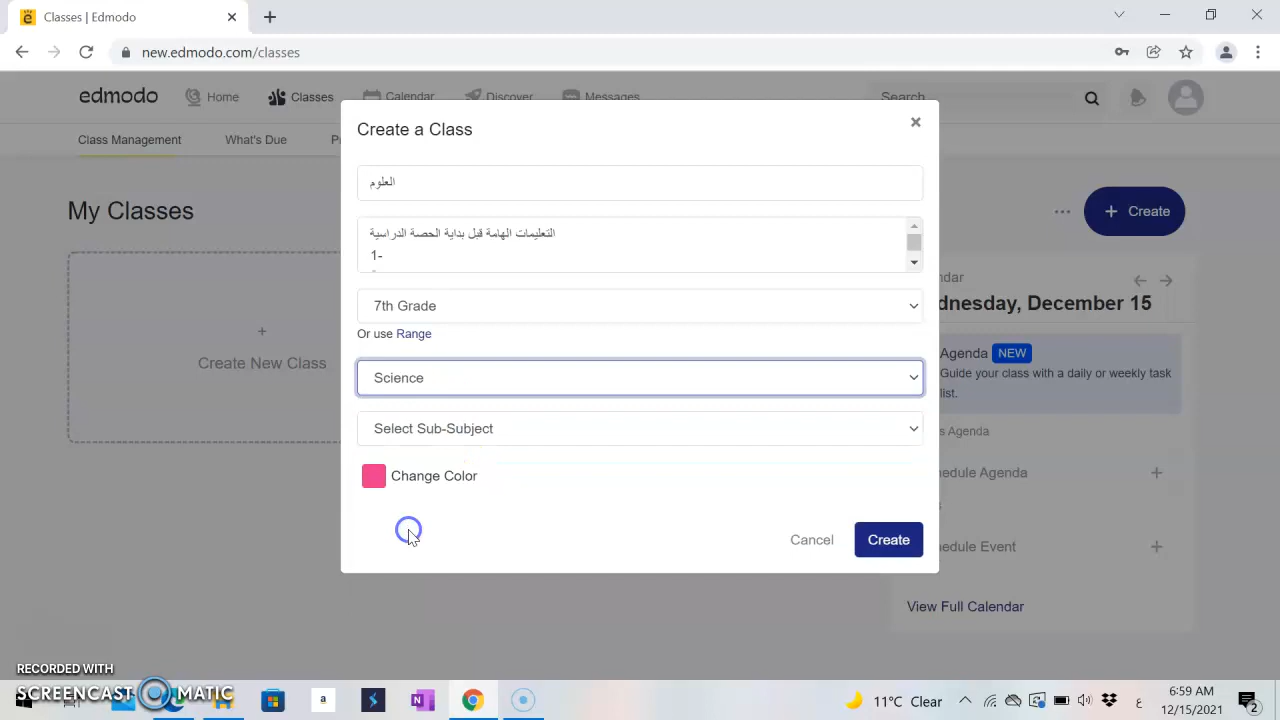 Classes | Edmodo
new.edmodo.com/classes
edmodo Home Classes Calendar Discover Messages Search
Class Management What's Due
My Classes
Create
Create New Class
Create a Class
العلوم
التعليمات الهامة قبل بداية الحصة الدراسية
1-
7th Grade
Or use Range
Science
Select Sub-Subject
Change Color
Cancel Create
dnesday, December 15
Agenda NEW
Guide your class with a daily or weekly task
list.
s Agenda
edule Agenda
edule Event
View Full Calendar
RECORDED WITH
SCREENCAST MATIC
11°C Clear
ع
6:59 AM
12/15/2021
2